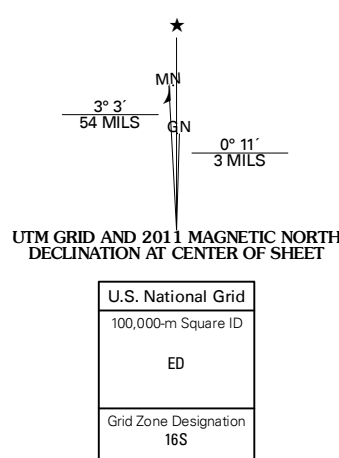 ★
MN
3° 3´
54 MILS
GN
0° 11´
3 MILS
UTM GRID AND 2011 MAGNETIC NORTH
DECLINATION AT CENTER OF SHEET
U.S. National Grid
100,000-m Square ID
ED
Grid Zone Designation
16S